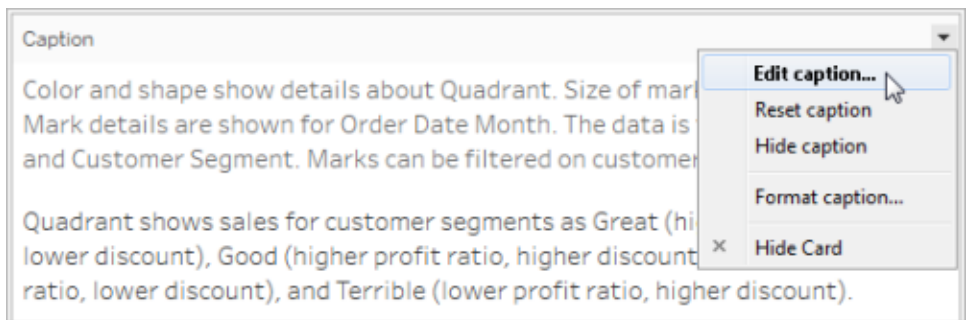 Caption
Color and shape show details about Quadrant. Size of mar
Mark details are shown for Order Date Month. The data is
and Customer Segment. Marks can be filtered on customer
Quadrant shows sales for customer segments as Great (hi
lower discount), Good (higher profit ratio, higher discount
ratio, lower discount), and Terrible (lower profit ratio, higher discount).
Edit caption...
Reset caption
Hide caption
Format caption...
Hide Card